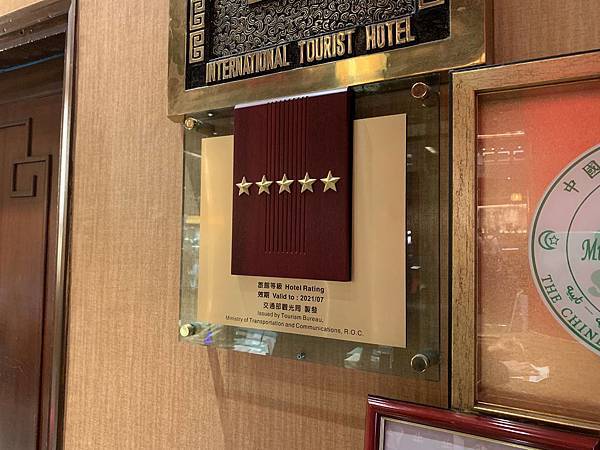 INTERNATIONAL TOURIST HOTEL
旅館等級 Hotel Rating
效期 Valid to : 2021/07
交通部觀光局 製發
Issued by Tourism Bureau,
Ministry of Transportation and Communications, R.O.C.
中國
THE CHINE